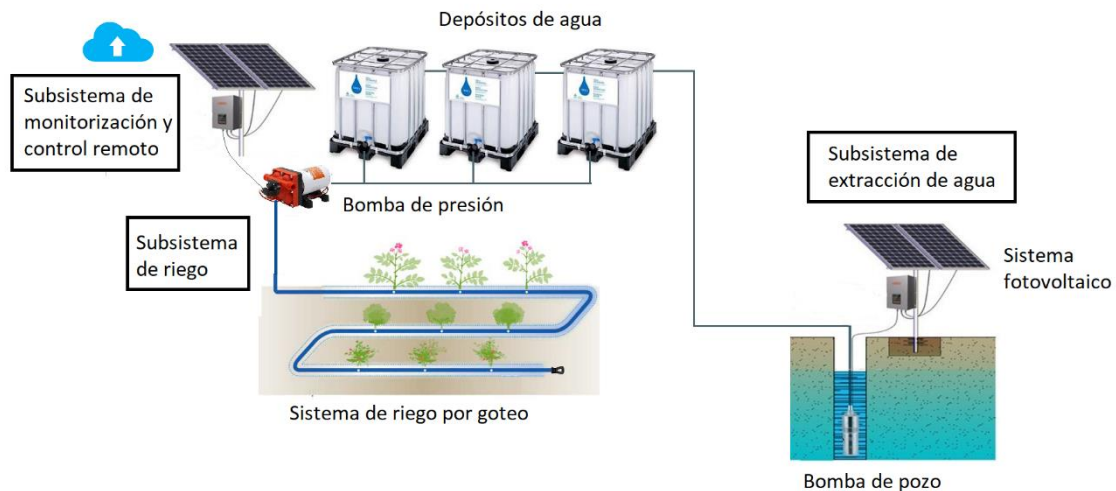 Depósitos de agua
Subsistema de
monitorización y
control remoto
Bomba de presión
Subsistema de
extracción de agua
Subsistema
de riego
Sistema
fotovoltaico
Sistema de riego por goteo
Bomba de pozo